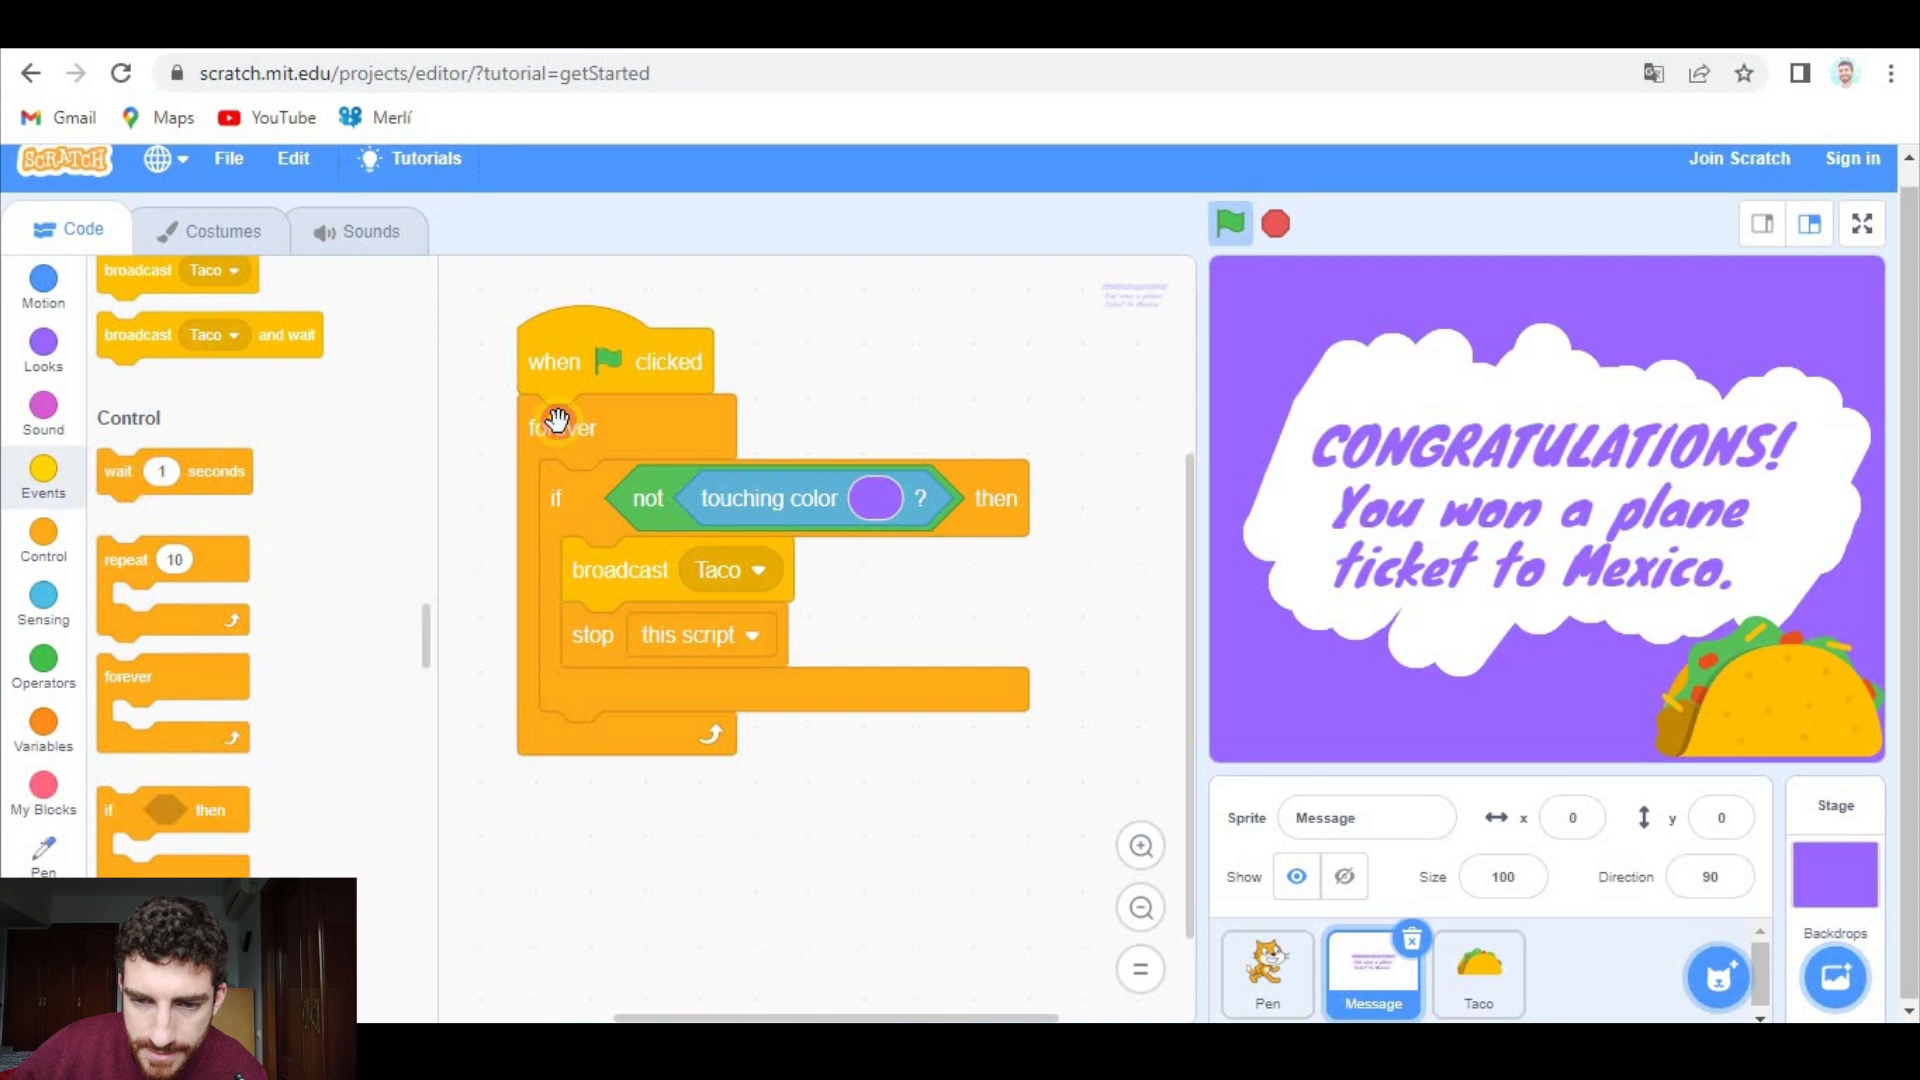 scratch.mit.edu/projects/editor/?tutorial=getStarted
Gmail
Maps
YouTube
Merlí
SCRATCH
File
Edit
Tutorials
Join Scratch
Sign in
Code
Costumes
Sounds
Motion
Looks
Sound
Events
Control
Sensing
Operators
Variables
My Blocks
Pen
broadcast Taco
broadcast Taco and wait
Control
wait 1 seconds
repeat 10
forever
if then
when clicked
forever
if not touching color ? then
broadcast Taco
stop this script
CONGRATULATIONS!
You won a plane
ticket to Mexico.
Sprite Message x 0 y 0
Show Size 100 Direction 90
Pen
Message
Taco
Stage
Backdrops